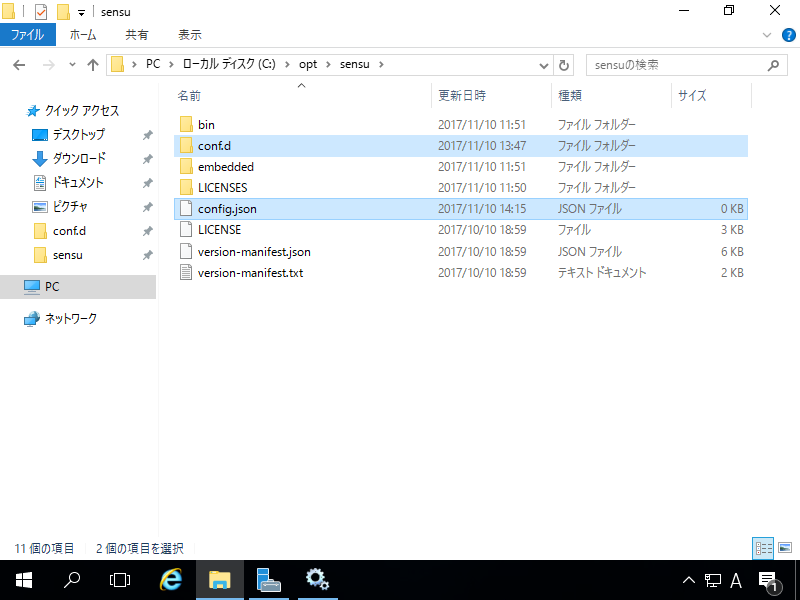 sensu
ファイル ホーム 共有 表示
PC ローカル ディスク (C:) opt sensu sensuの検索
名前 更新日時 種類 サイズ
クイック アクセス
デスクトップ
ダウンロード
ドキュメント
ピクチャ
conf.d
sensu
PC
ネットワーク
bin 2017/11/10 11:51 ファイル フォルダー
conf.d 2017/11/10 13:47 ファイル フォルダー
embedded 2017/11/10 11:51 ファイル フォルダー
LICENSES 2017/11/10 11:50 ファイル フォルダー
config.json 2017/11/10 14:15 JSON ファイル 0 KB
LICENSE 2017/10/10 18:59 ファイル 3 KB
version-manifest.json 2017/10/10 18:59 JSON ファイル 6 KB
version-manifest.txt 2017/10/10 18:59 テキスト ドキュメント 2 KB
11 個の項目 2 個の項目を選択
A 1